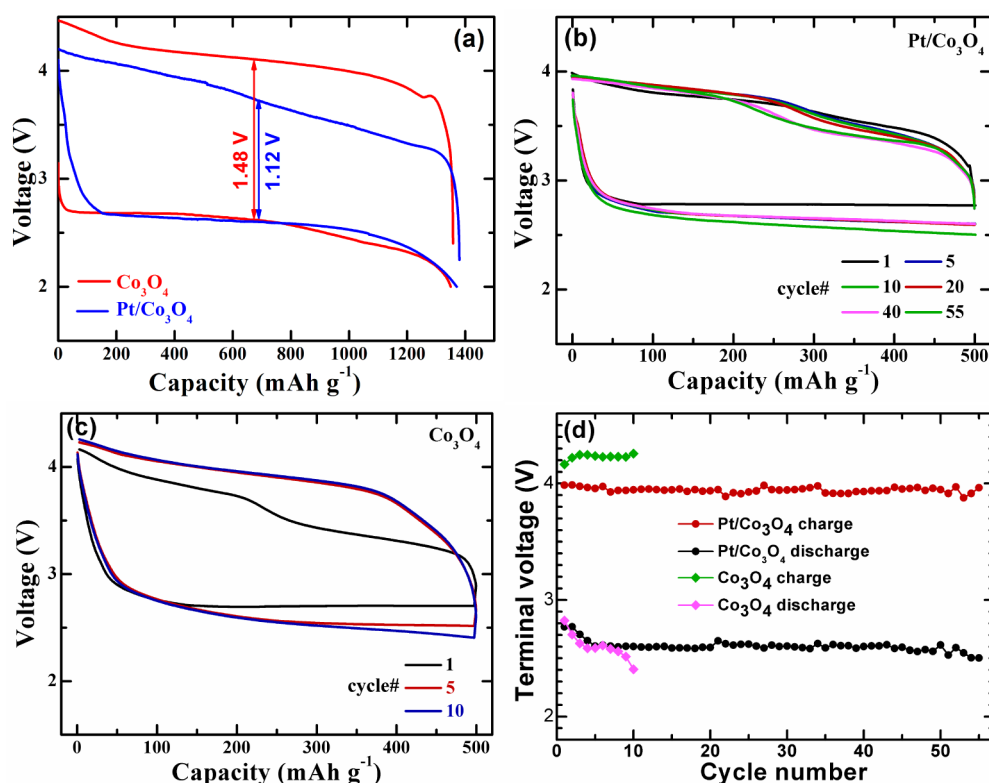 (a)
Voltage (V)
4
3
2
1.48 V
1.12 V
Co₃O₄
Pt/Co₃O₄
0 200 400 600 800 1000 1200 1400
Capacity (mAh g⁻¹)
(b)
Pt/Co₃O₄
Voltage (V)
4
3
2
1 5
10 20
cycle#
40 55
0 100 200 300 400 500
Capacity (mAh g⁻¹)
(c)
Co₃O₄
Voltage (V)
4
3
2
1
cycle# 5
10
0 100 200 300 400 500
Capacity (mAh g⁻¹)
(d)
Terminal voltage (V)
4
3
2
Pt/Co₃O₄ charge
Pt/Co₃O₄ discharge
Co₃O₄ charge
Co₃O₄ discharge
0 10 20 30 40 50
Cycle number